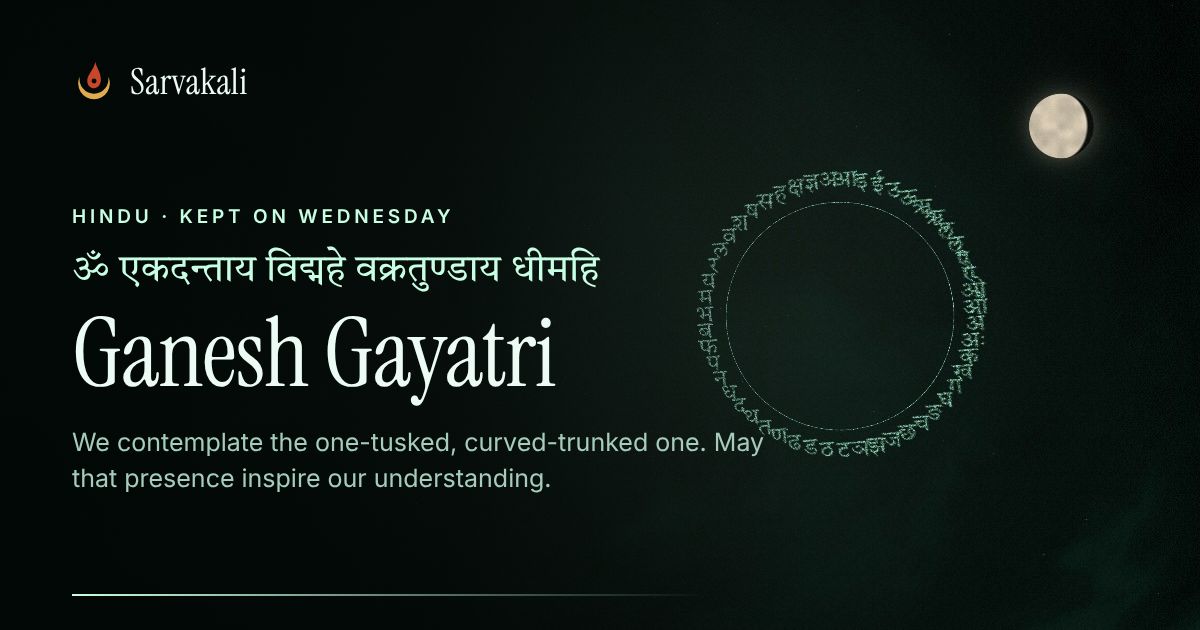 Sarvakali
HINDU · KEPT ON WEDNESDAY
ॐ एकदन्ताय विद्महे वक्रतुण्डाय धीमहि
Ganesh Gayatri
We contemplate the one-tusked, curved-trunked one. May
that presence inspire our understanding.